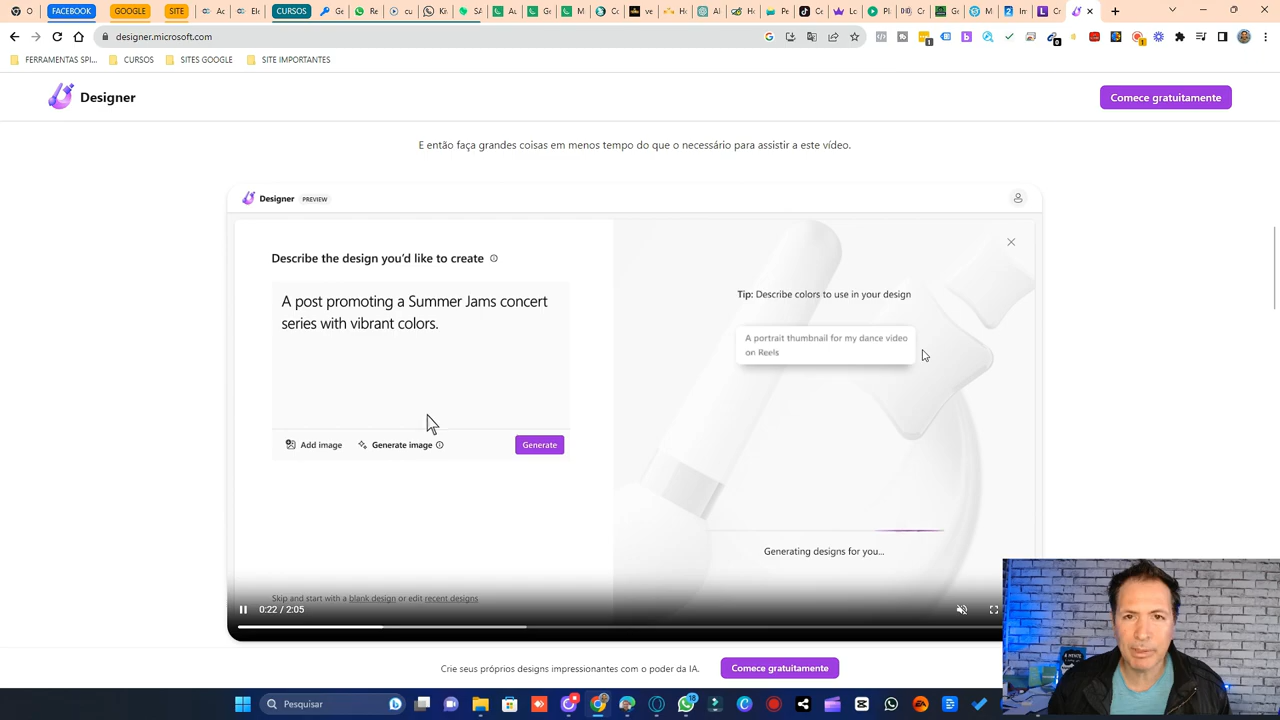 FACEBOOK
GOOGLE
SITE
CURSOS
designer.microsoft.com
FERRAMENTAS SPI...
CURSOS
SITES GOOGLE
SITE IMPORTANTES
Designer
Comece gratuitamente
E então faça grandes coisas em menos tempo do que o necessário para assistir a este vídeo.
Designer PREVIEW
Describe the design you'd like to create
A post promoting a Summer Jams concert
series with vibrant colors.
Add image
Generate image
Generate
Tip: Describe colors to use in your design
A portrait thumbnail for my dance video
on Reels
Generating designs for you...
Skip and start with a blank design or edit recent designs
0:22 / 2:05
Crie seus próprios designs impressionantes com o poder da IA.
Comece gratuitamente
Pesquisar
18